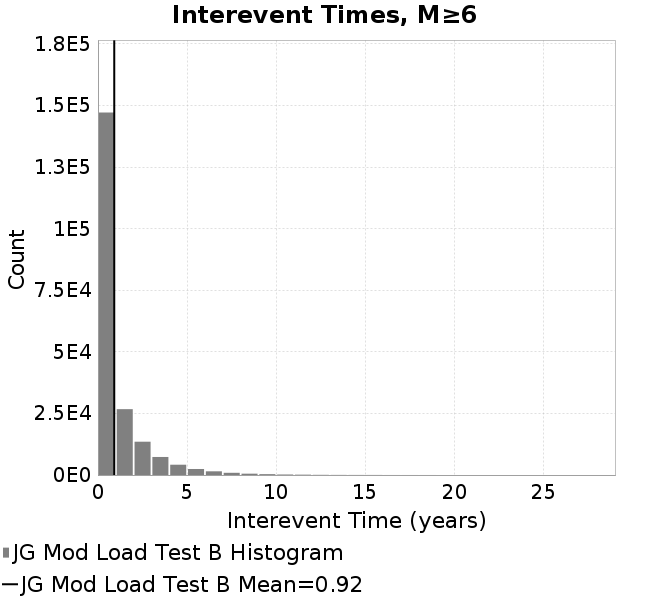 Interevent Times, M≥6
1.8E5
1.5E5
1.3E5
1E5
7.5E4
5E4
2.5E4
0E0
Count
0 5 10 15 20 25
Interevent Time (years)
JG Mod Load Test B Histogram
JG Mod Load Test B Mean=0.92